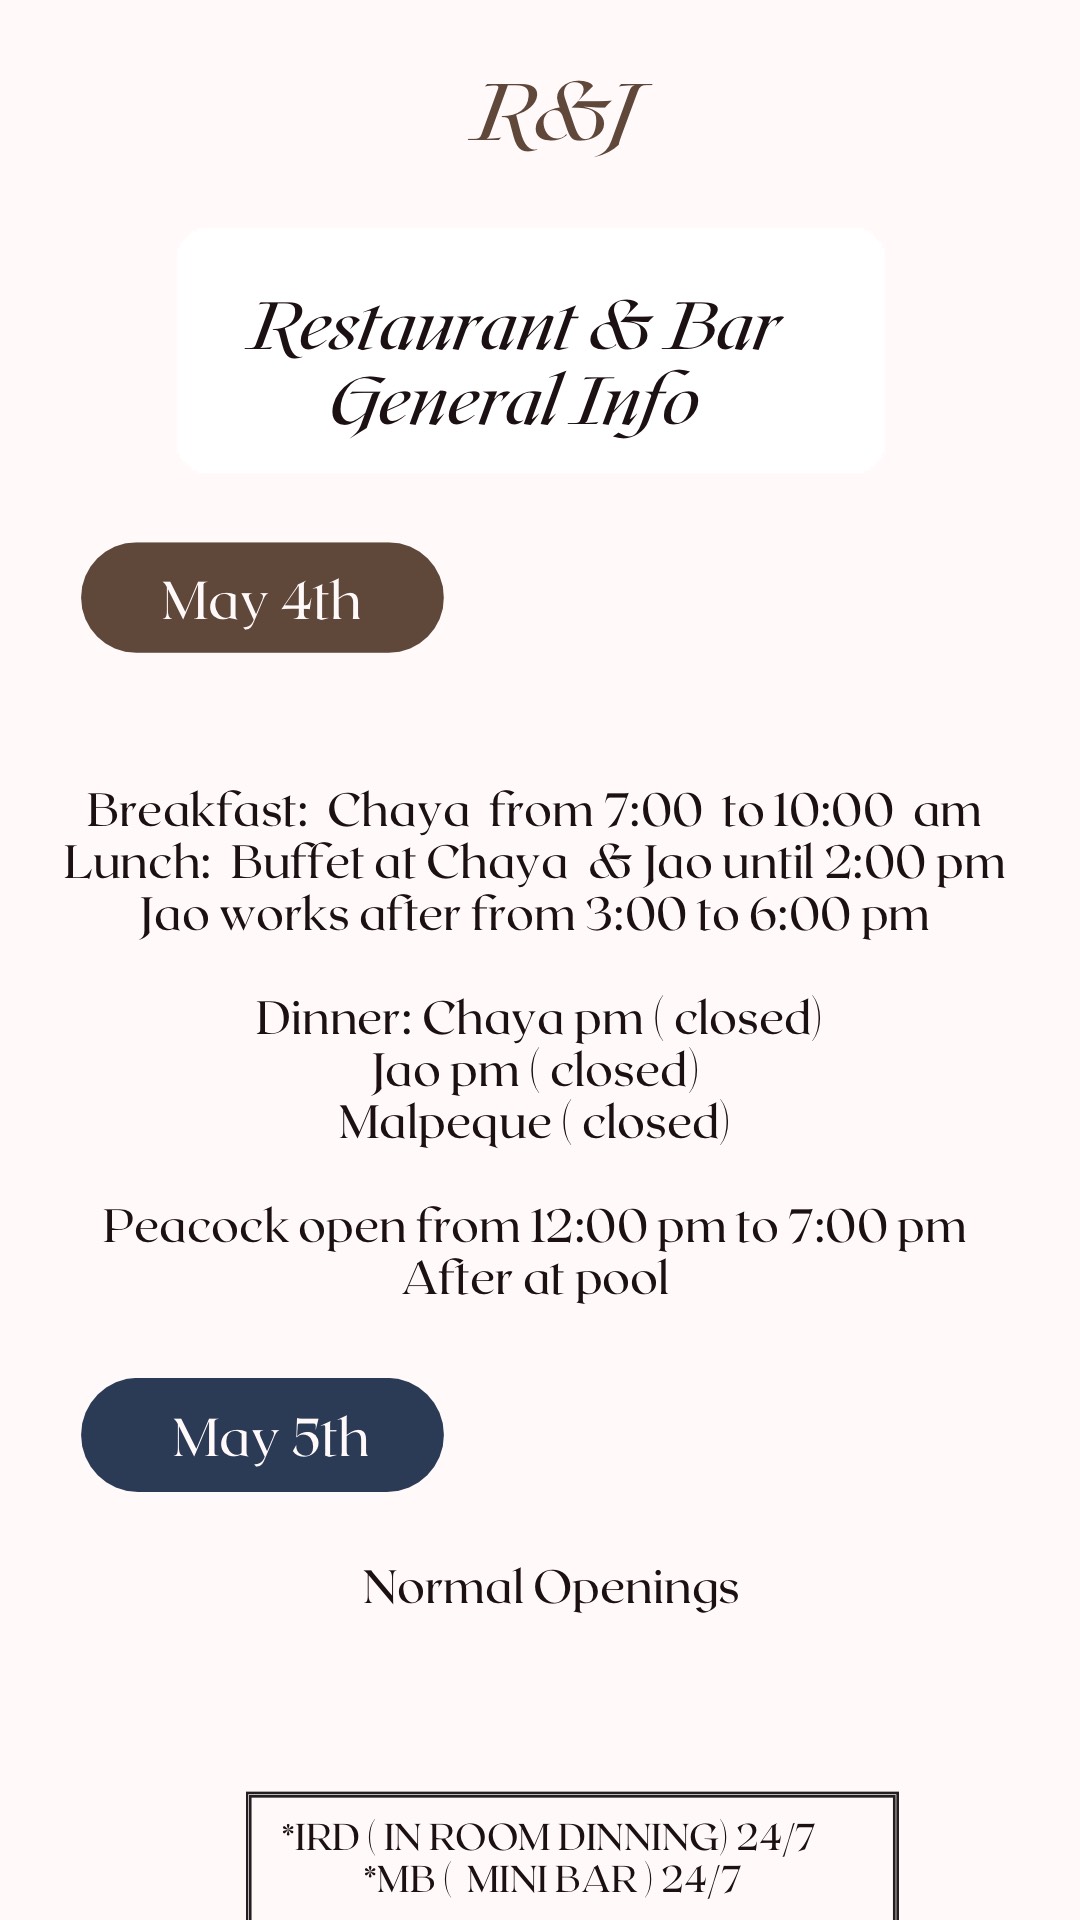 R&J
Restaurant & Bar
General Info
May 4th
Breakfast: Chaya from 7:00 to 10:00 am
Lunch: Buffet at Chaya & Jao until 2:00 pm
Jao works after from 3:00 to 6:00 pm
Dinner: Chaya pm ( closed)
Jao pm ( closed)
Malpeque ( closed)
Peacock open from 12:00 pm to 7:00 pm
After at pool
May 5th
Normal Openings
*IRD ( IN ROOM DINNING) 24/7
*MB ( MINI BAR ) 24/7